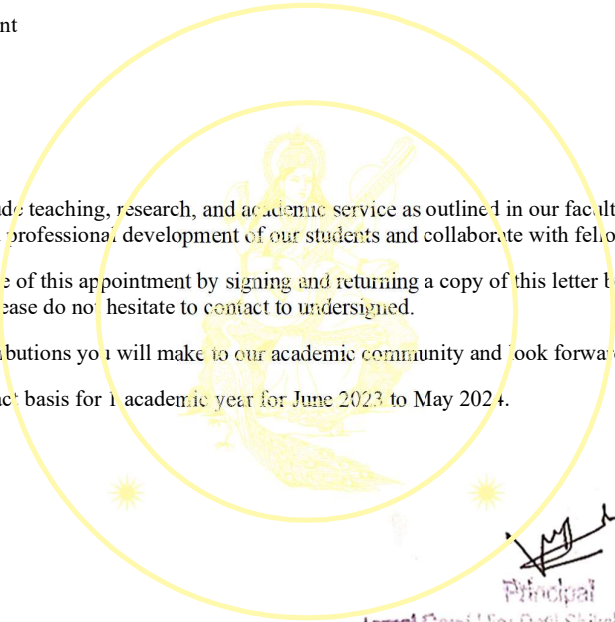 nt
ude teaching, research, and academic service as outlined in our facult
professional development of our students and collaborate with fello
e of this appointment by signing and returning a copy of this letter b
ease do not hesitate to contact to undersigned.
butions you will make to our academic community and look forwa
act basis for 1 academic year for June 2023 to May 2024.
Principal